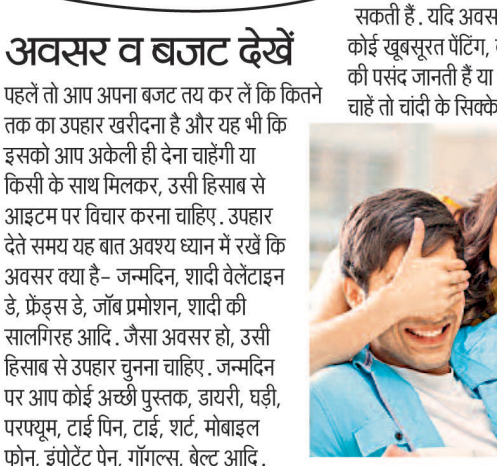 अवसर व बजट देखें
पहलें तो आप अपना बजट तय कर लें कि कितने
तक का उपहार खरीदना है और यह भी कि
इसको आप अकेली ही देना चाहेंगी या
किसी के साथ मिलकर, उसी हिसाब से
आइटम पर विचार करना चाहिए. उपहार
देते समय यह बात अवश्य ध्यान में रखें कि
अवसर क्या है– जन्मदिन, शादी वेलेंटाइन
डे, फ्रेंड्स डे, जॉब प्रमोशन, शादी की
सालगिरह आदि. जैसा अवसर हो, उसी
हिसाब से उपहार चुनना चाहिए. जन्मदिन
पर आप कोई अच्छी पुस्तक, डायरी, घड़ी,
परफ्यूम, टाई पिन, टाई, शर्ट, मोबाइल
फोन, इंपोटेंट पेन, गॉगल्स, बेल्ट आदि.
सकती हैं. यदि अवस
कोई खूबसूरत पेंटिंग,
की पसंद जानती हैं या
चाहें तो चांदी के सिक्के